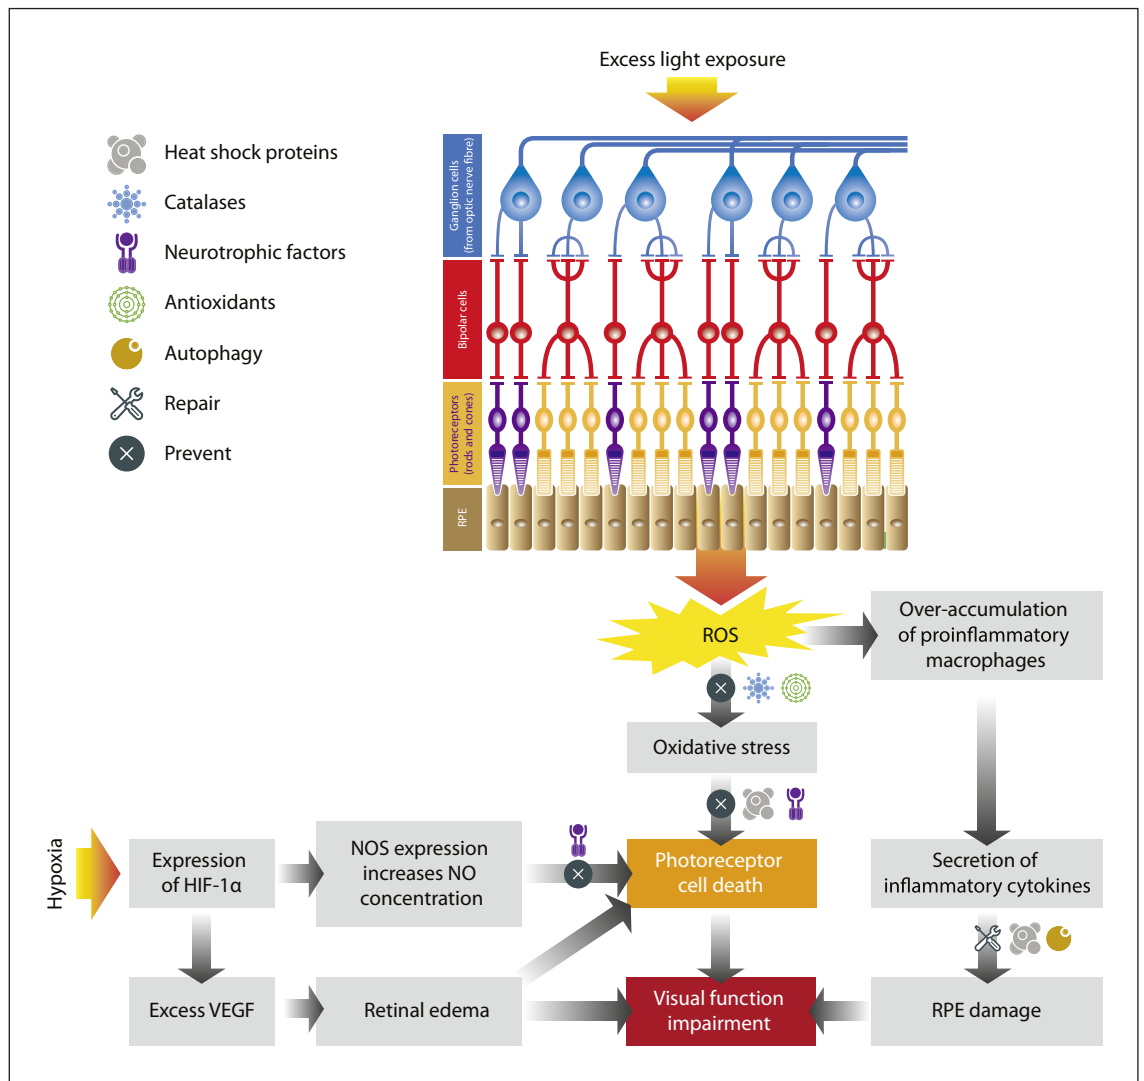 Excess light exposure
Heat shock proteins
Catalases
Neurotrophic factors
Antioxidants
Autophagy
Repair
Prevent
Ganglion cells
(from optic nerve fibre)
Bipolar cells
Photoreceptors
(rods and cones)
RPE
ROS
Over-accumulation
of proinflammatory
macrophages
Oxidative stress
Hypoxia
Expression
of HIF-1α
NOS expression
increases NO
concentration
Photoreceptor
cell death
Secretion of
inflammatory cytokines
Excess VEGF
Retinal edema
Visual function
impairment
RPE damage